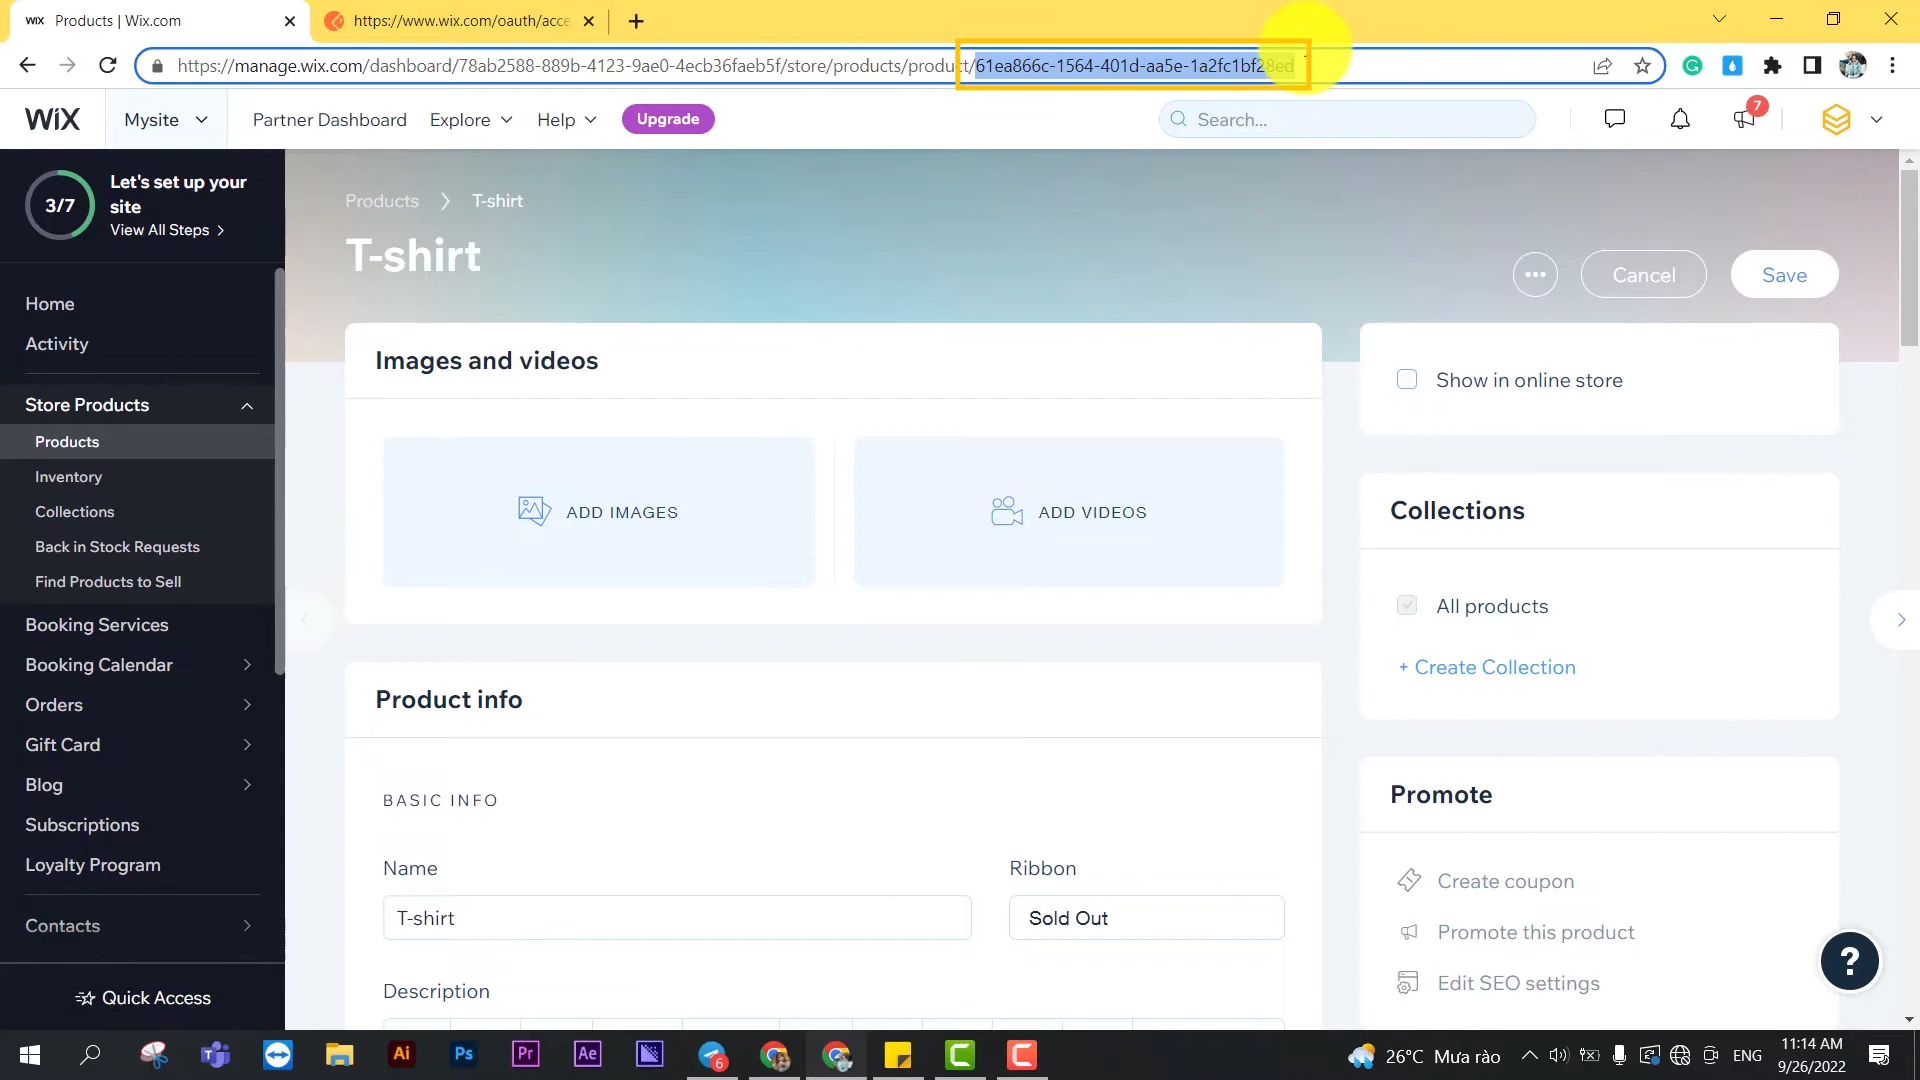 WIX Products | Wix.com
https://www.wix.com/oauth/acce
https://manage.wix.com/dashboard/78ab2588-889b-4123-9ae0-4ecb36faeb5f/store/products/product/61ea866c-1564-401d-aa5e-1a2fc1bf28ed
WiX
Mysite
Partner Dashboard
Explore
Help
Upgrade
Search...
7
3/7
Let's set up your
site
View All Steps
Home
Activity
Store Products
Products
Inventory
Collections
Back in Stock Requests
Find Products to Sell
Booking Services
Booking Calendar
Orders
Gift Card
Blog
Subscriptions
Loyalty Program
Contacts
Quick Access
Products > T-shirt
T-shirt
Cancel
Save
Images and videos
ADD IMAGES
ADD VIDEOS
Product info
BASIC INFO
Name
Ribbon
T-shirt
Sold Out
Description
Show in online store
Collections
All products
+ Create Collection
Promote
Create coupon
Promote this product
Edit SEO settings
?
Ai
Ps
Pr
Ae
6
26°C Mưa rào
ENG
11:14 AM
9/26/2022